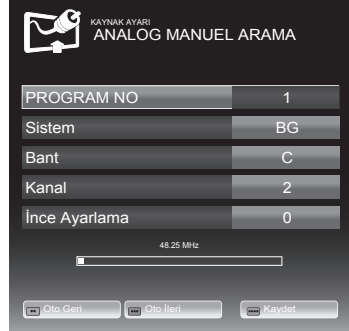 KAYNAK AYARI
ANALOG MANUEL ARAMA
PROGRAM NO 1
Sistem BG
Bant C
Kanal 2
İnce Ayarlama 0
48.25 MHz
Oto Geri Oto İleri Kaydet